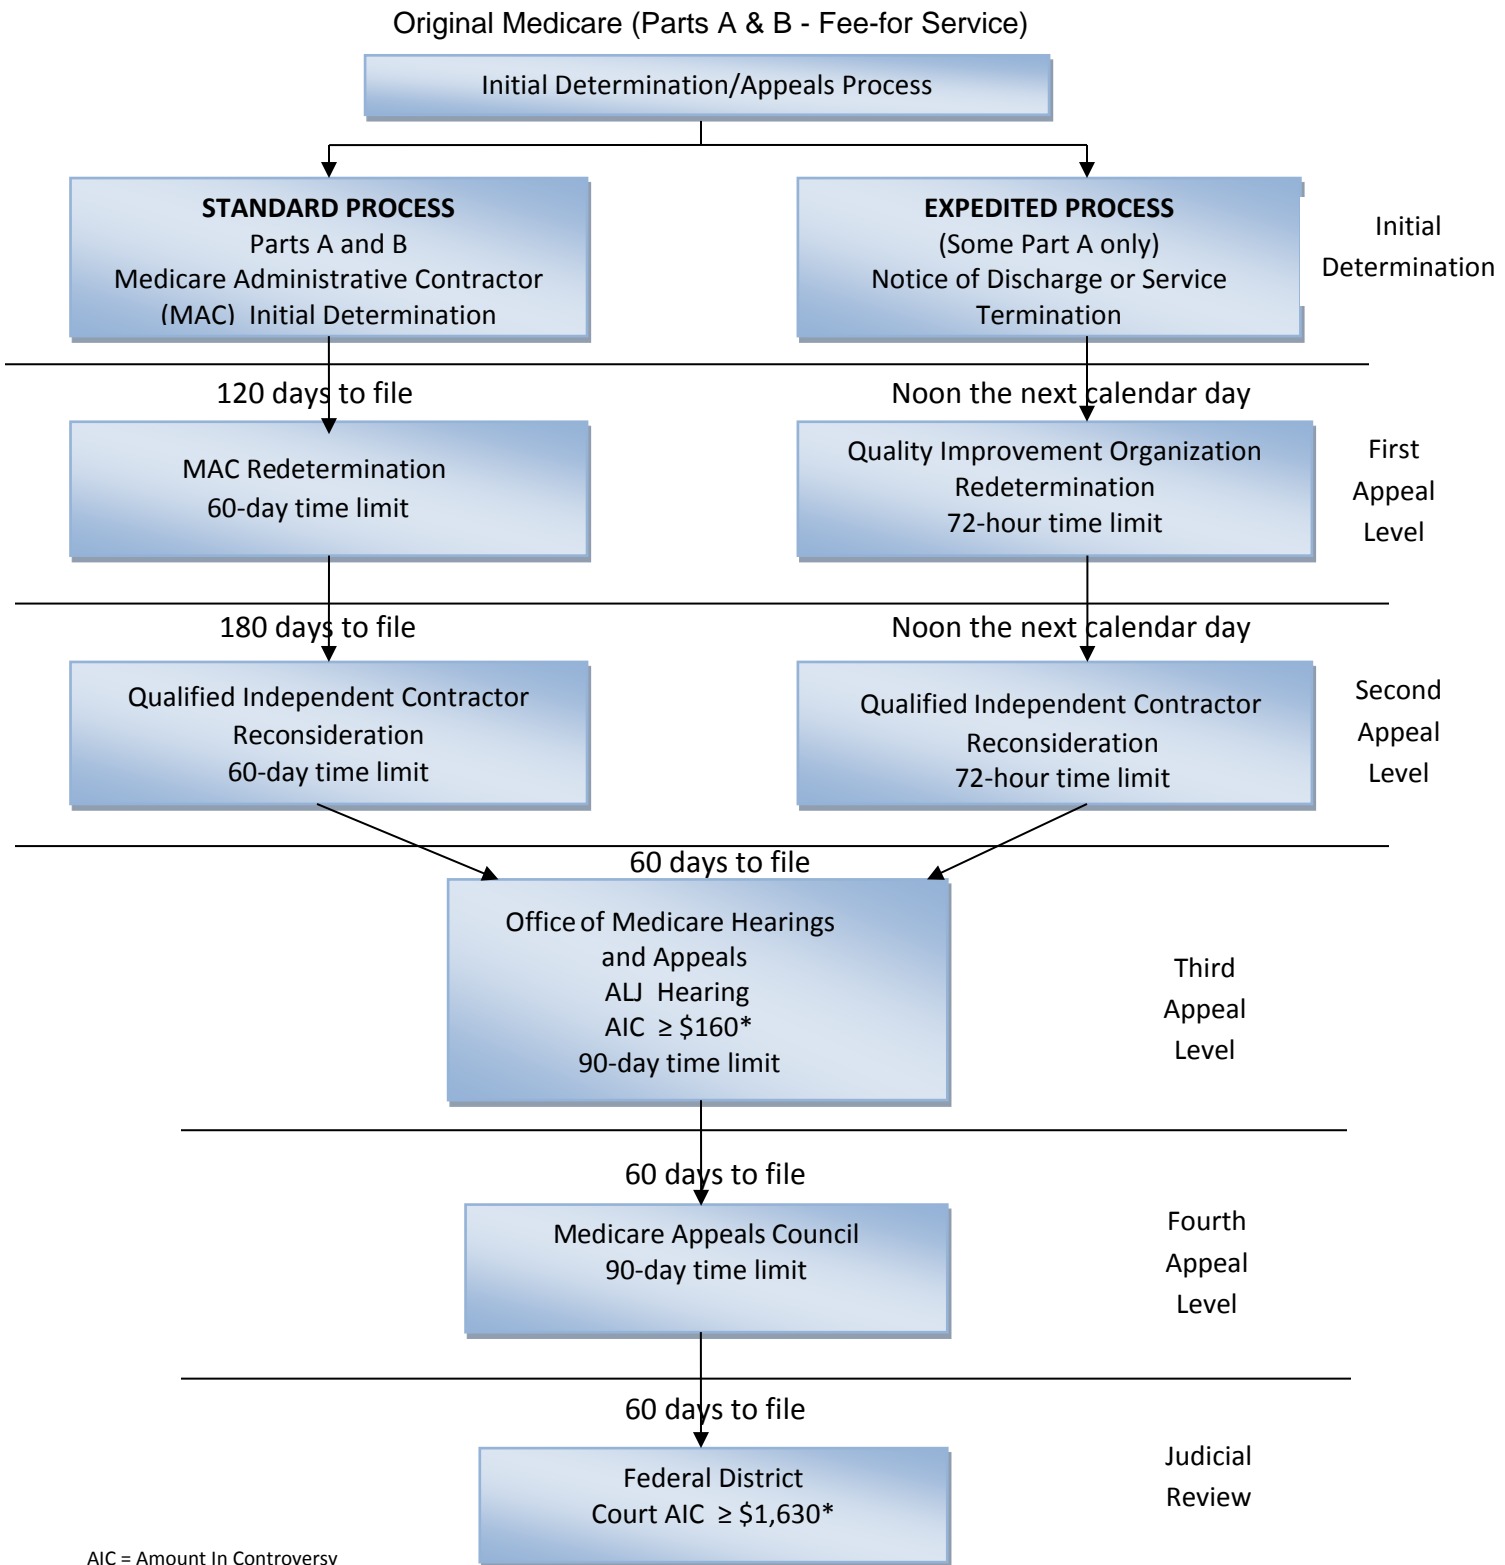 Original Medicare (Parts A & B - Fee-for Service)
Initial Determination/Appeals Process
STANDARD PROCESS
Parts A and B
Medicare Administrative Contractor
(MAC) Initial Determination
EXPEDITED PROCESS
(Some Part A only)
Notice of Discharge or Service
Termination
Initial
Determination
120 days to file
Noon the next calendar day
MAC Redetermination
60-day time limit
Quality Improvement Organization
Redetermination
72-hour time limit
First
Appeal
Level
180 days to file
Noon the next calendar day
Qualified Independent Contractor
Reconsideration
60-day time limit
Qualified Independent Contractor
Reconsideration
72-hour time limit
Second
Appeal
Level
60 days to file
Office of Medicare Hearings
and Appeals
ALJ Hearing
AIC ≥ $160*
90-day time limit
Third
Appeal
Level
60 days to file
Medicare Appeals Council
90-day time limit
Fourth
Appeal
Level
60 days to file
Federal District
Court AIC ≥ $1,630*
Judicial
Review
AIC = Amount In Controversy